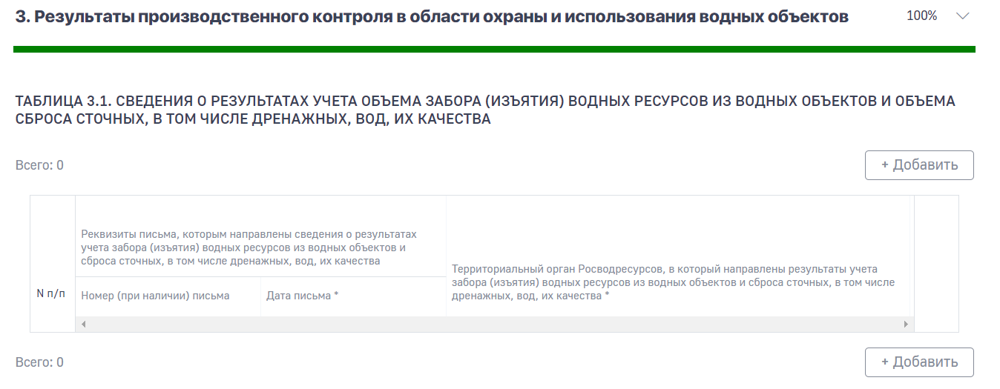 3. Результаты производственного контроля в области охраны и использования водных объектов
100%
ТАБЛИЦА 3.1. СВЕДЕНИЯ О РЕЗУЛЬТАТАХ УЧЕТА ОБЪЕМА ЗАБОРА (ИЗЪЯТИЯ) ВОДНЫХ РЕСУРСОВ ИЗ ВОДНЫХ ОБЪЕКТОВ И ОБЪЕМА
СБРОСА СТОЧНЫХ, В ТОМ ЧИСЛЕ ДРЕНАЖНЫХ, ВОД, ИХ КАЧЕСТВА
Всего: 0
+ Добавить
N п/п
Реквизиты письма, которым направлены сведения о результатах
учета забора (изъятия) водных ресурсов из водных объектов и
сброса сточных, в том числе дренажных, вод, их качества
Номер (при наличии) письма
Дата письма *
Территориальный орган Росводресурсов, в который направлены результаты учета
забора (изъятия) водных ресурсов из водных объектов и сброса сточных, в том числе
дренажных, вод, их качества *
Всего: 0
+ Добавить